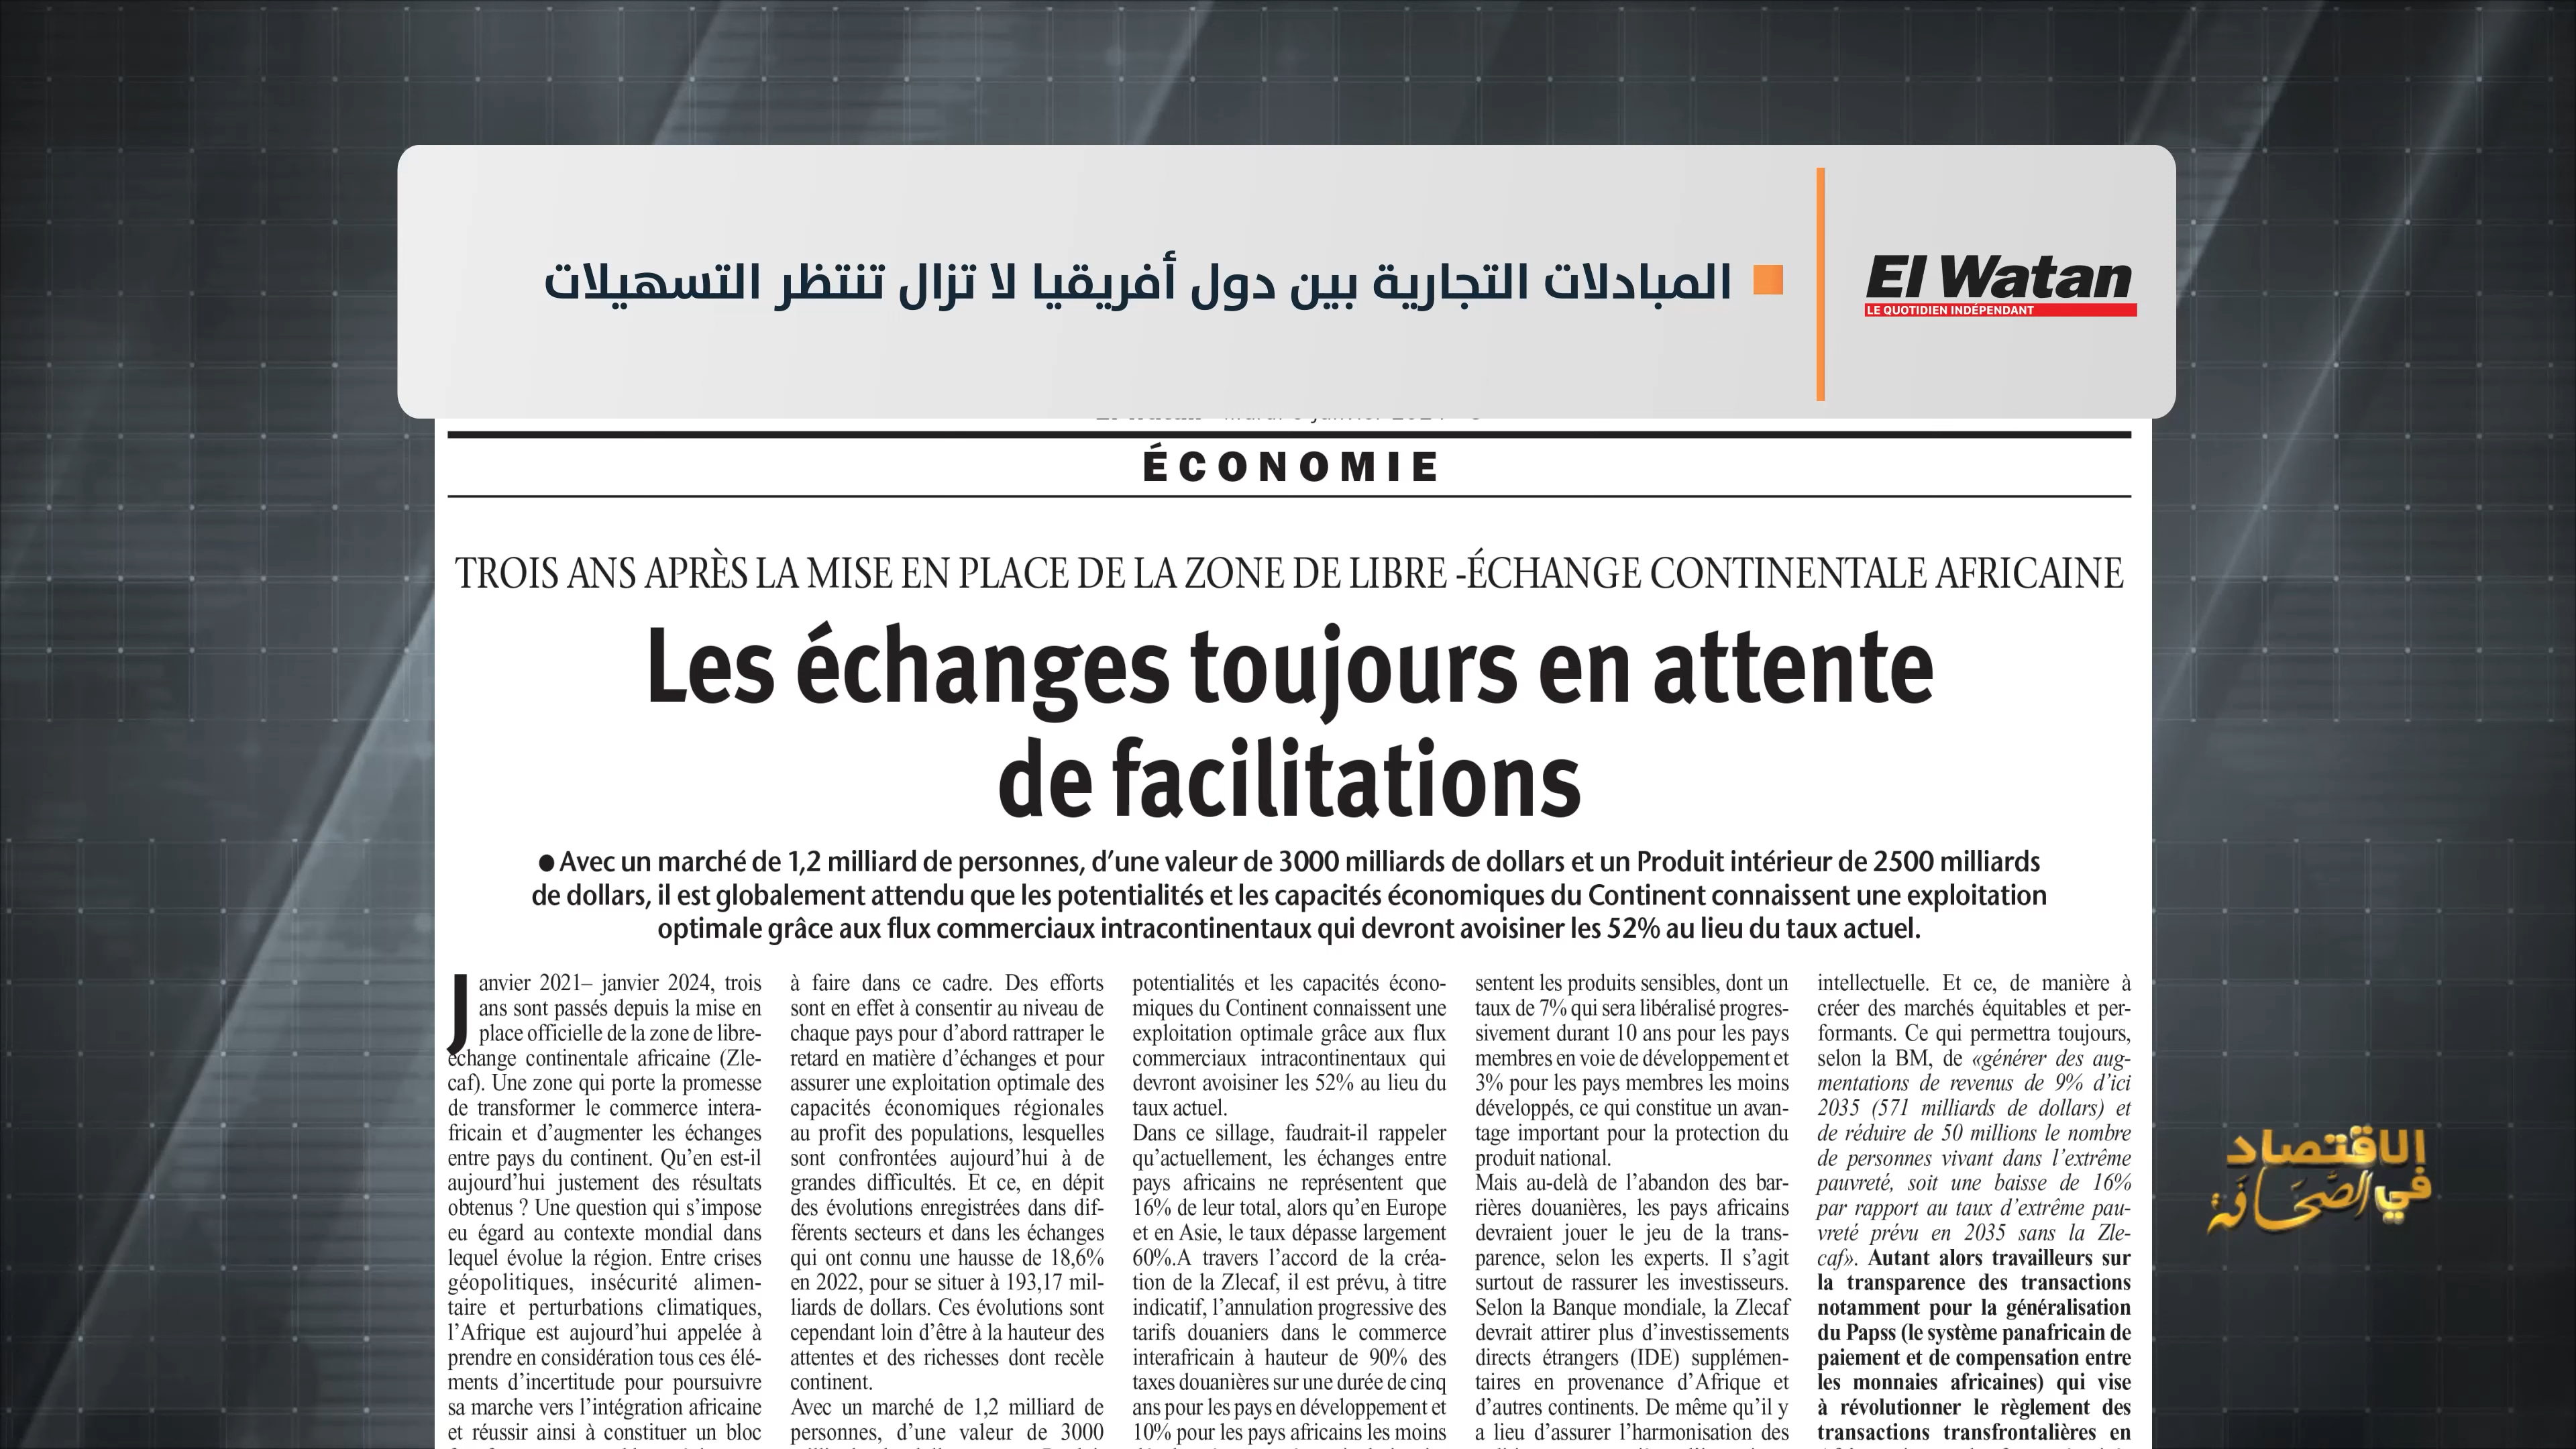 المبادلات التجارية بين دول أفريقيا لا تزال تنتظر التسهيلات
El Watan
LE QUOTIDIEN INDÉPENDANT
ÉCONOMIE
TROIS ANS APRÈS LA MISE EN PLACE DE LA ZONE DE LIBRE -ÉCHANGE CONTINENTALE AFRICAINE
Les échanges toujours en attente
de facilitations
● Avec un marché de 1,2 milliard de personnes, d’une valeur de 3000 milliards de dollars et un Produit intérieur de 2500 milliards
de dollars, il est globalement attendu que les potentialités et les capacités économiques du Continent connaissent une exploitation
optimale grâce aux flux commerciaux intracontinentaux qui devront avoisiner les 52% au lieu du taux actuel.
Janvier 2021– janvier 2024, trois
ans sont passés depuis la mise en
place officielle de la zone de libre-
échange continentale africaine (Zle-
caf). Une zone qui porte la promesse
de transformer le commerce intera-
fricain et d’augmenter les échanges
entre pays du continent. Qu’en est-il
aujourd’hui justement des résultats
obtenus ? Une question qui s’impose
eu égard au contexte mondial dans
lequel évolue la région. Entre crises
géopolitiques, insécurité alimen-
taire et perturbations climatiques,
l’Afrique est aujourd’hui appelée à
prendre en considération tous ces élé-
ments d’incertitude pour poursuivre
sa marche vers l’intégration africaine
et réussir ainsi à constituer un bloc
à faire dans ce cadre. Des efforts
sont en effet à consentir au niveau de
chaque pays pour d’abord rattraper le
retard en matière d’échanges et pour
assurer une exploitation optimale des
capacités économiques régionales
au profit des populations, lesquelles
sont confrontées aujourd’hui à de
grandes difficultés. Et ce, en dépit
des évolutions enregistrées dans dif-
férents secteurs et dans les échanges
qui ont connu une hausse de 18,6%
en 2022, pour se situer à 193,17 mil-
liards de dollars. Ces évolutions sont
cependant loin d’être à la hauteur des
attentes et des richesses dont recèle
continent.
Avec un marché de 1,2 milliard de
personnes, d’une valeur de 3000
potentialités et les capacités écono-
miques du Continent connaissent une
exploitation optimale grâce aux flux
commerciaux intracontinentaux qui
devront avoisiner les 52% au lieu du
taux actuel.
Dans ce sillage, faudrait-il rappeler
qu’actuellement, les échanges entre
pays africains ne représentent que
16% de leur total, alors qu’en Europe
et en Asie, le taux dépasse largement
60%.A travers l’accord de la créa-
tion de la Zlecaf, il est prévu, à titre
indicatif, l’annulation progressive des
tarifs douaniers dans le commerce
interafricain à hauteur de 90% des
taxes douanières sur une durée de cinq
ans pour les pays en développement et
10% pour les pays africains les moins
sentent les produits sensibles, dont un
taux de 7% qui sera libéralisé progres-
sivement durant 10 ans pour les pays
membres en voie de développement et
3% pour les pays membres les moins
développés, ce qui constitue un avan-
tage important pour la protection du
produit national.
Mais au-delà de l’abandon des bar-
rières douanières, les pays africains
devraient jouer le jeu de la trans-
parence, selon les experts. Il s’agit
surtout de rassurer les investisseurs.
Selon la Banque mondiale, la Zlecaf
devrait attirer plus d’investissements
directs étrangers (IDE) supplémen-
taires en provenance d’Afrique et
d’autres continents. De même qu’il y
a lieu d’assurer l’harmonisation des
intellectuelle. Et ce, de manière à
créer des marchés équitables et per-
formants. Ce qui permettra toujours,
selon la BM, de «générer des aug-
mentations de revenus de 9% d’ici
2035 (571 milliards de dollars) et
de réduire de 50 millions le nombre
de personnes vivant dans l’extrême
pauvreté, soit une baisse de 16%
par rapport au taux d’extrême pau-
vreté prévu en 2035 sans la Zle-
caf». Autant alors travailleurs sur
la transparence des transactions
notamment pour la généralisation
du Papss (le système panafricain de
paiement et de compensation entre
les monnaies africaines) qui vise
à révolutionner le règlement des
transactions transfrontalières en
الاقتصاد
في الصحافة